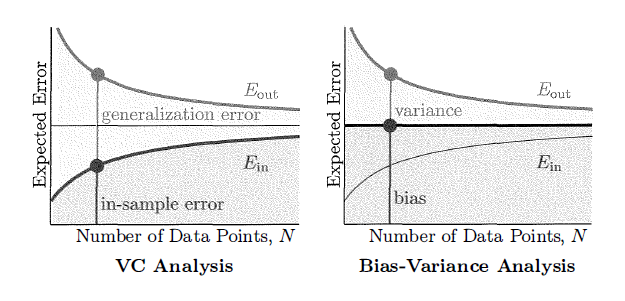 Expected Error
E_out
generalization error
E_in
in-sample error
Number of Data Points, N
VC Analysis
Expected Error
E_out
variance
E_in
bias
Number of Data Points, N
Bias-Variance Analysis